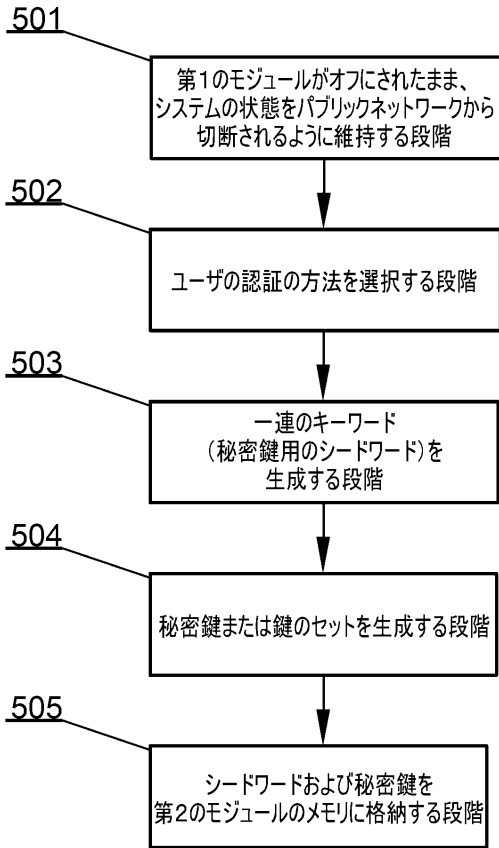 501
第1のモジュールがオフにされたまま、
システムの状態をパブリックネットワークから
切断されるように維持する段階
502
ユーザの認証の方法を選択する段階
503
一連のキーワード
(秘密鍵用のシードワード)を
生成する段階
504
秘密鍵または鍵のセットを生成する段階
505
シードワードおよび秘密鍵を
第2のモジュールのメモリに格納する段階